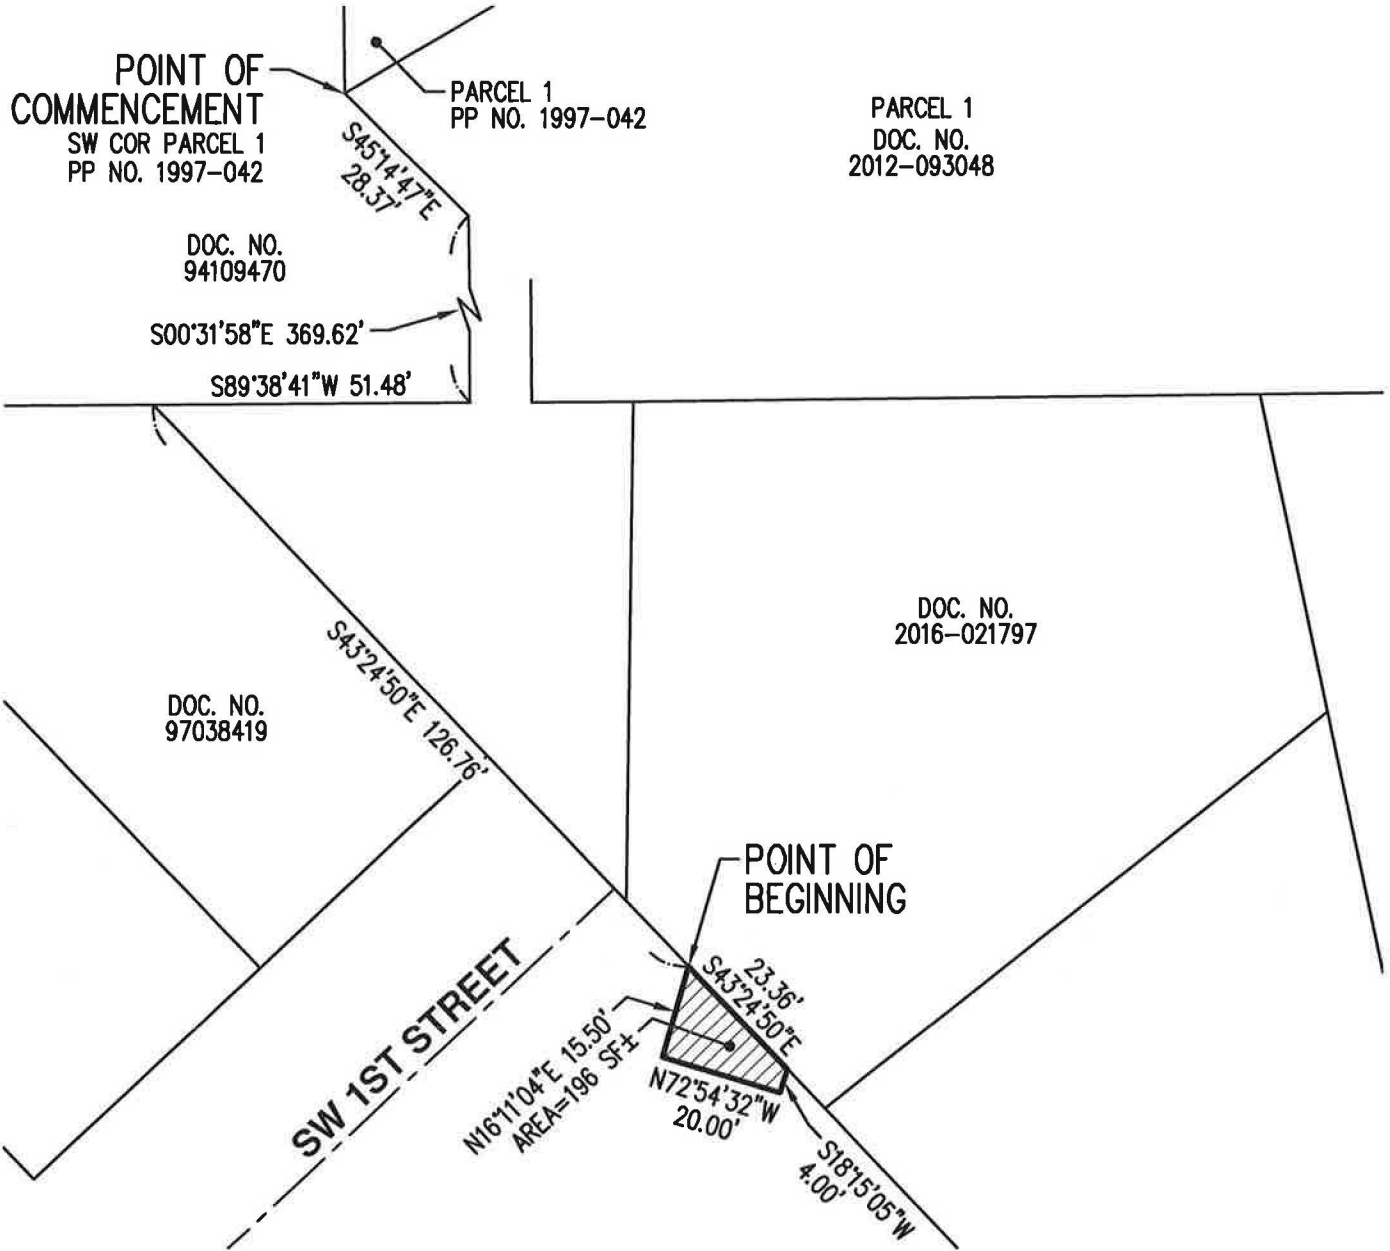 POINT OF
COMMENCEMENT
SW COR PARCEL 1
PP NO. 1997-042
PARCEL 1
PP NO. 1997-042
PARCEL 1
DOC. NO.
2012-093048
S45°14'47"E
28.37'
DOC. NO.
94109470
S00°31'58"E 369.62'
S89°38'41"W 51.48'
DOC. NO.
2016-021797
S43°24'50"E 126.76'
DOC. NO.
97038419
POINT OF
BEGINNING
23.36'
S43°24'50"E
SW 1ST STREET
N16°11'04"E 15.50'
AREA=196 SF±
N72°54'32"W
20.00'
S18°15'05"W
4.00'